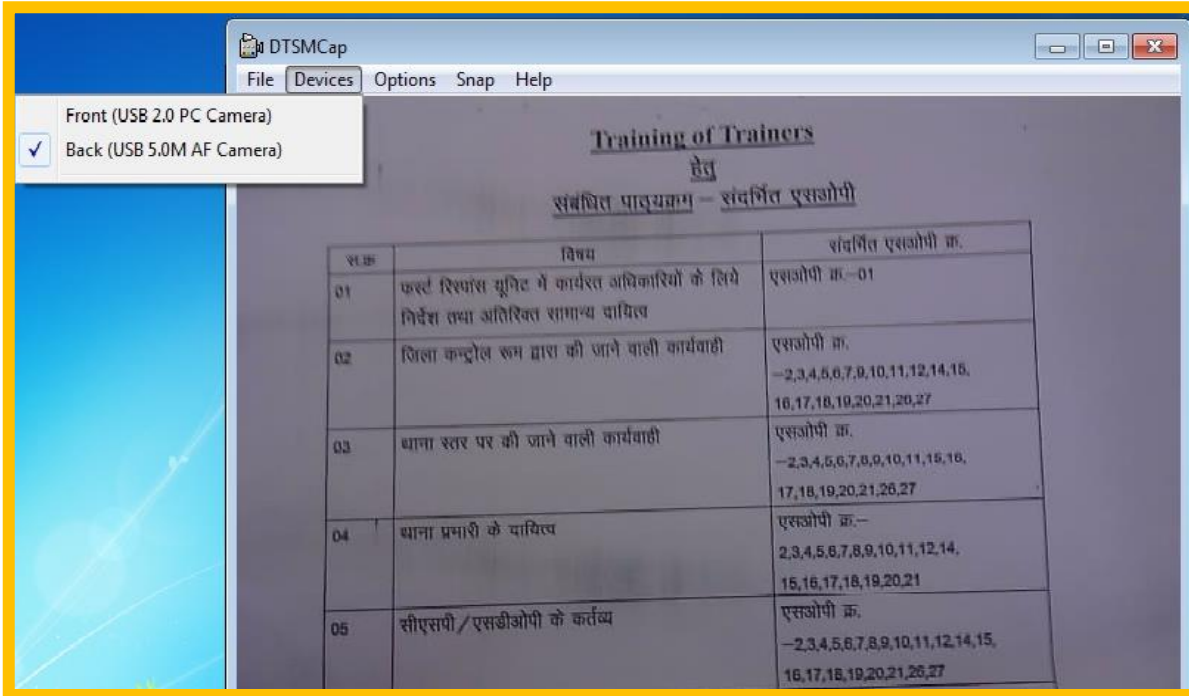 DTSMCap
File Devices Options Snap Help
Front (USB 2.0 PC Camera)
✓ Back (USB 5.0M AF Camera)
Training of Trainers
हेतु
संबंधित पाठ्यक्रम – संदर्भित एसओपी
स.क्र विषय संदर्भित एसओपी क्र.
01 फर्स्ट रिस्पांस यूनिट में कार्यरत अधिकारियों के लिये एसओपी क्र.–01
निर्देश तथा अतिरिक्त सामान्य दायित्व
02 जिला कन्ट्रोल रूम द्वारा की जाने वाली कार्यवाही एसओपी क्र.
–2,3,4,5,6,7,9,10,11,12,14,15,
16,17,18,19,20,21,26,27
03 थाना स्तर पर की जाने वाली कार्यवाही एसओपी क्र.
–2,3,4,5,6,7,8,9,10,11,15,16,
17,18,19,20,21,26,27
04 थाना प्रभारी के दायित्व एसओपी क्र.–
2,3,4,5,6,7,8,9,10,11,12,14,
15,16,17,18,19,20,21
05 सीएसपी/एसडीओपी के कर्तव्य एसओपी क्र.
–2,3,4,5,6,7,8,9,10,11,12,14,15,
16,17,18,19,20,21,26,27